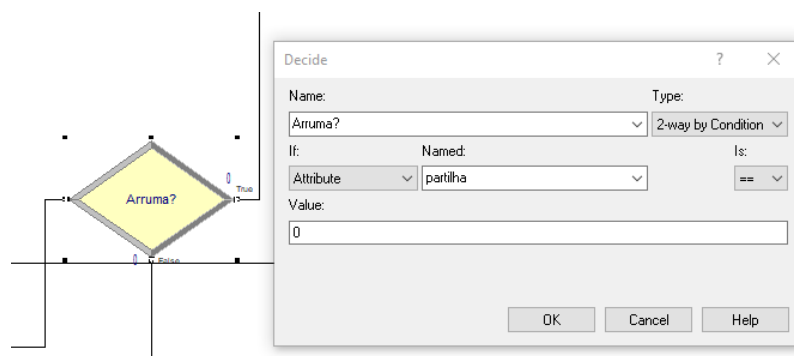 Decide
?
Name:
Type:
Arruma?
2-way by Condition
If:
Named:
Is:
Attribute
partilha
==
Value:
0
OK
Cancel
Help
Arruma?
0
True
0
False